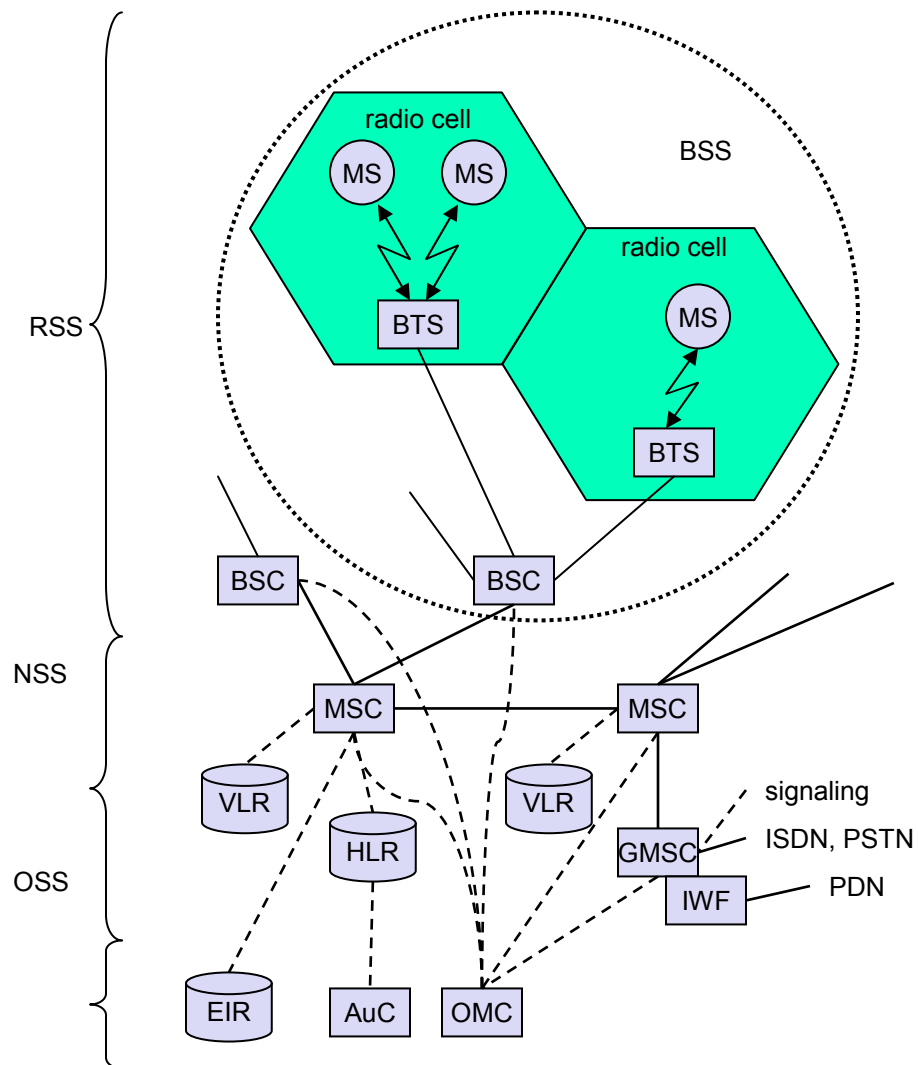 radio cell
BSS
MS
MS
radio cell
MS
RSS
BTS
BTS
BSC
BSC
NSS
MSC
MSC
VLR
VLR
signaling
HLR
GMSC
ISDN, PSTN
OSS
IWF
PDN
EIR
AuC
OMC